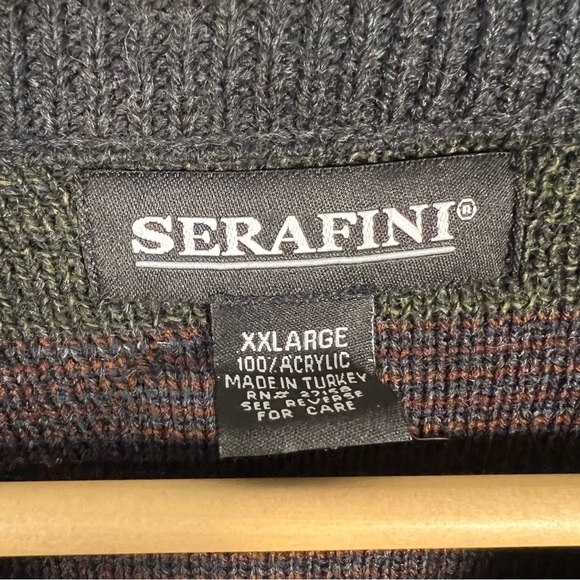 SERAFINI®
XXLARGE
100% ACRYLIC
MADE IN TURKEY
RN#
SEE REVERSE
FOR CARE